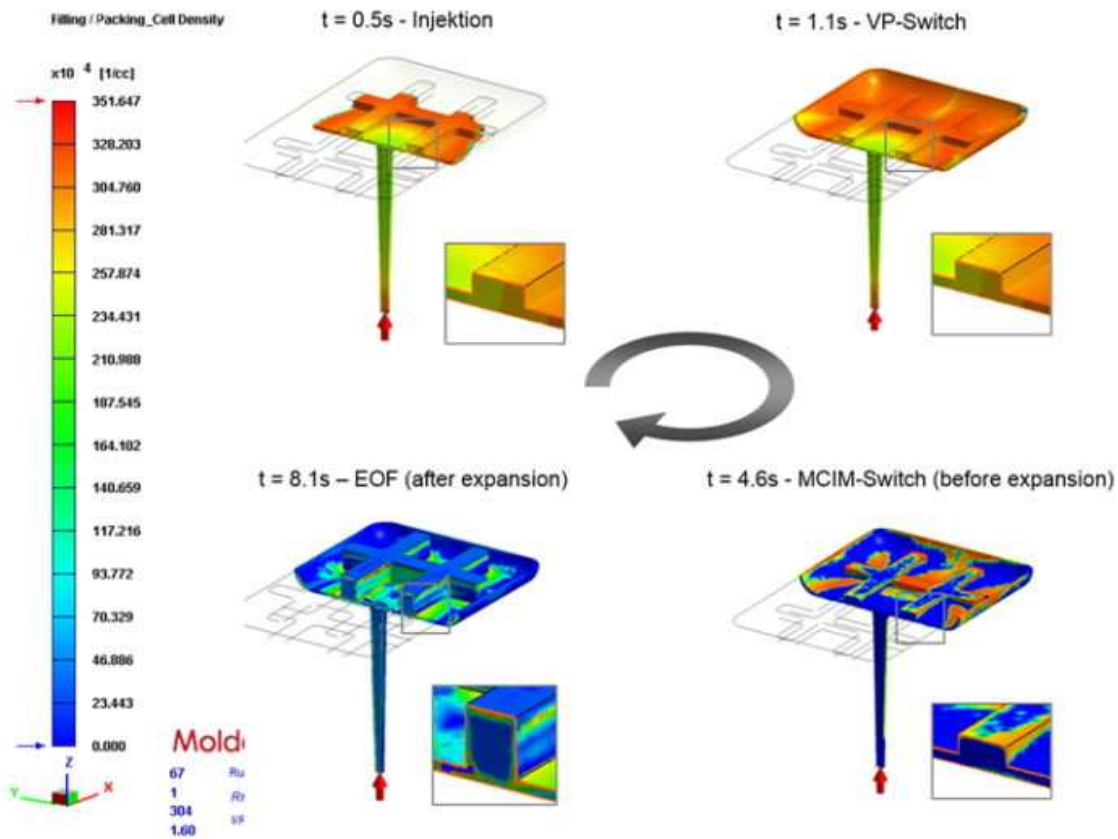 Filling / Packing_Cell Density
x10 4 [1/cc]
351.647
328.203
304.760
281.317
257.874
234.431
210.988
187.545
164.102
140.659
117.216
93.772
70.329
46.886
23.443
0.000
t = 0.5s - Injektion
t = 1.1s - VP-Switch
t = 8.1s – EOF (after expansion)
t = 4.6s - MCIM-Switch (before expansion)
Z
Y
X
Mold
67 Ru
1
304
1.60